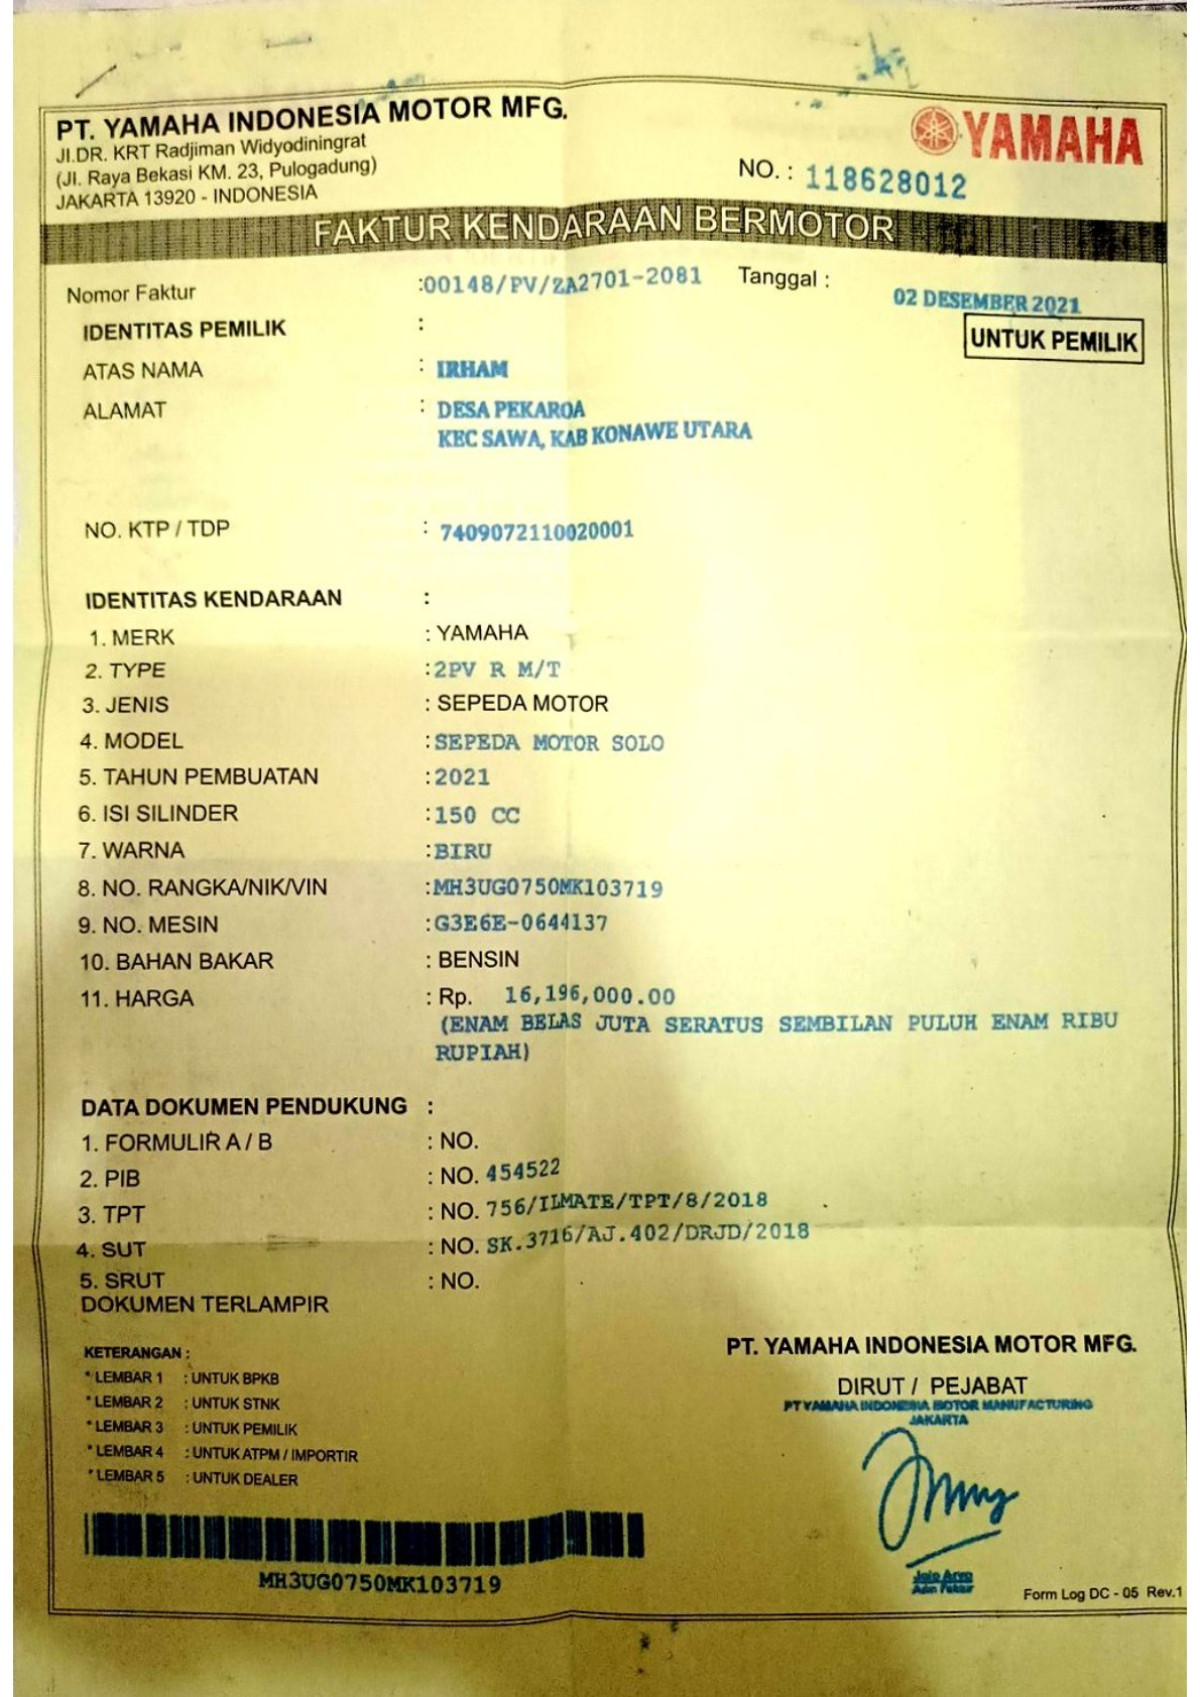 PT. YAMAHA INDONESIA MOTOR MFG.
Jl.DR. KRT Radjiman Widyodiningrat
(Jl. Raya Bekasi KM. 23, Pulogadung)
JAKARTA 13920 - INDONESIA
YAMAHA
NO. : 118628012
FAKTUR KENDARAAN BERMOTOR
Nomor Faktur :00148/PV/ZA2701-2081 Tanggal : 02 DESEMBER 2021
IDENTITAS PEMILIK :
UNTUK PEMILIK
ATAS NAMA : IRHAM
ALAMAT : DESA PEKAROA
KEC SAWA, KAB KONAWE UTARA
NO. KTP / TDP : 7409072110020001
IDENTITAS KENDARAAN :
1. MERK : YAMAHA
2. TYPE :2PV R M/T
3. JENIS : SEPEDA MOTOR
4. MODEL :SEPEDA MOTOR SOLO
5. TAHUN PEMBUATAN :2021
6. ISI SILINDER :150 CC
7. WARNA :BIRU
8. NO. RANGKA/NIK/VIN :MH3UG0750MK103719
9. NO. MESIN :G3E6E-0644137
10. BAHAN BAKAR : BENSIN
11. HARGA : Rp. 16,196,000.00
(ENAM BELAS JUTA SERATUS SEMBILAN PULUH ENAM RIBU
RUPIAH)
DATA DOKUMEN PENDUKUNG :
1. FORMULIR A / B : NO.
2. PIB : NO. 454522
3. TPT : NO. 756/ILMATE/TPT/8/2018
4. SUT : NO. SK.3716/AJ.402/DRJD/2018
5. SRUT : NO.
DOKUMEN TERLAMPIR
KETERANGAN :
* LEMBAR 1 : UNTUK BPKB
* LEMBAR 2 : UNTUK STNK
* LEMBAR 3 : UNTUK PEMILIK
* LEMBAR 4 : UNTUK ATPM / IMPORTIR
* LEMBAR 5 : UNTUK DEALER
PT. YAMAHA INDONESIA MOTOR MFG.
DIRUT / PEJABAT
PT YAMAHA INDONESIA MOTOR MANUFACTURING
JAKARTA
MH3UG0750MK103719
Form Log DC - 05 Rev.1